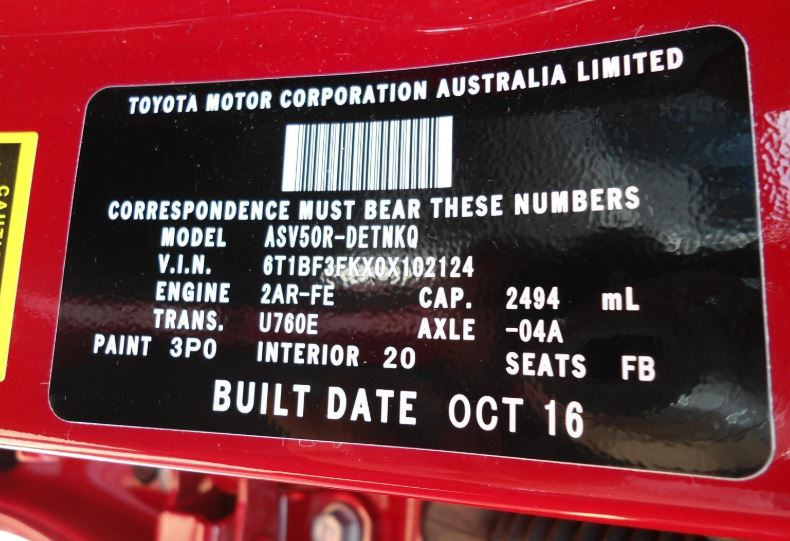 TOYOTA MOTOR CORPORATION AUSTRALIA LIMITED
CORRESPONDENCE MUST BEAR THESE NUMBERS
MODEL ASV50R-DETNKQ
V.I.N. 6T1BF3FKX0X102124
ENGINE 2AR-FE CAP. 2494 mL
TRANS. U760E AXLE -04A
PAINT 3P0 INTERIOR 20 SEATS FB
BUILT DATE OCT 16